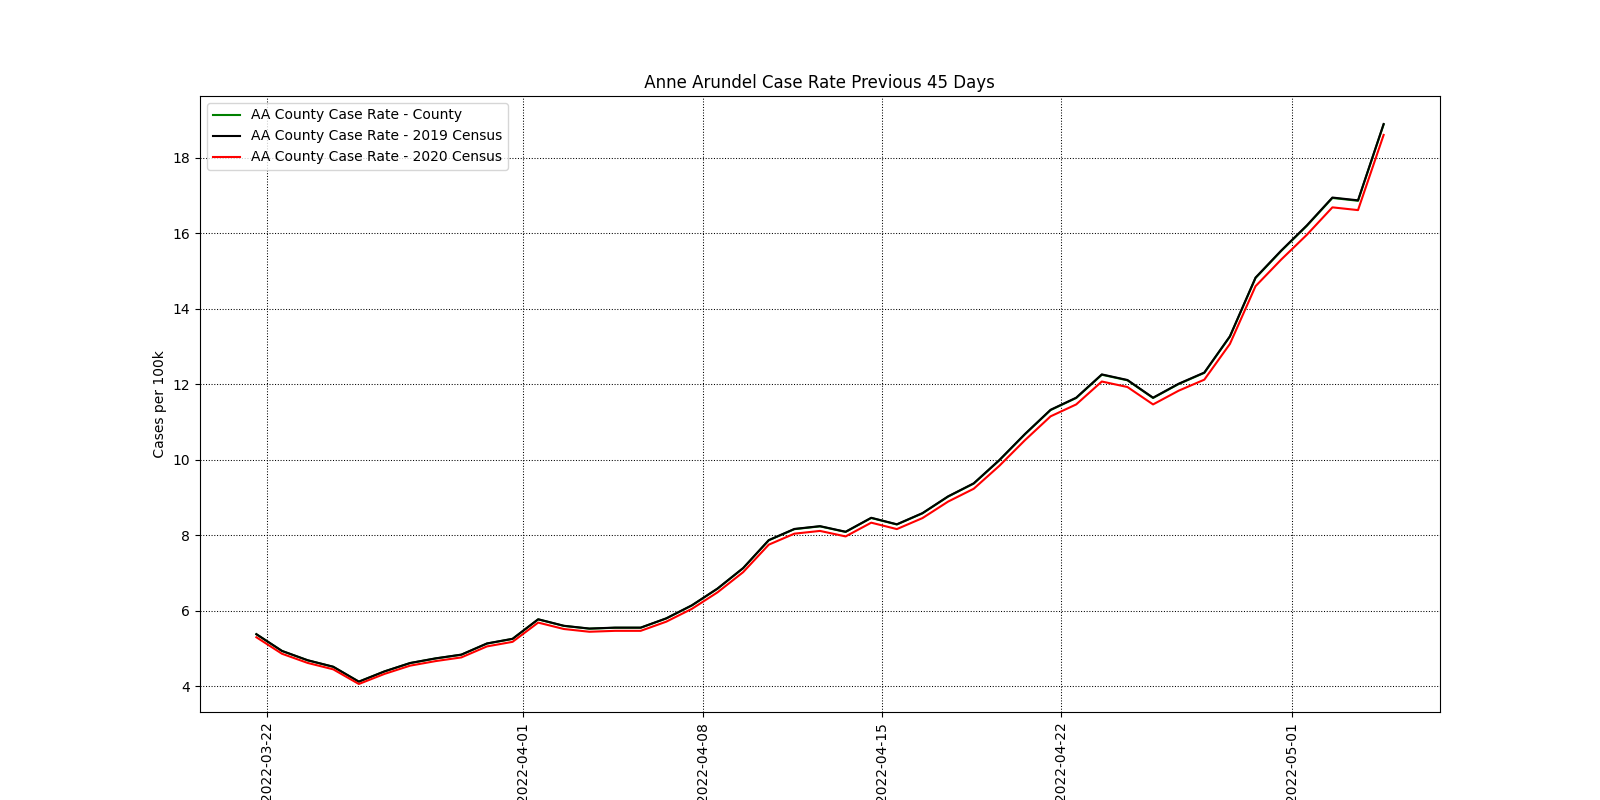 Anne Arundel Case Rate Previous 45 Days
AA County Case Rate - County
AA County Case Rate - 2019 Census
AA County Case Rate - 2020 Census
Cases per 100k
18
16
14
12
10
8
6
4
2022-03-22
2022-04-01
2022-04-08
2022-04-15
2022-04-22
2022-05-01